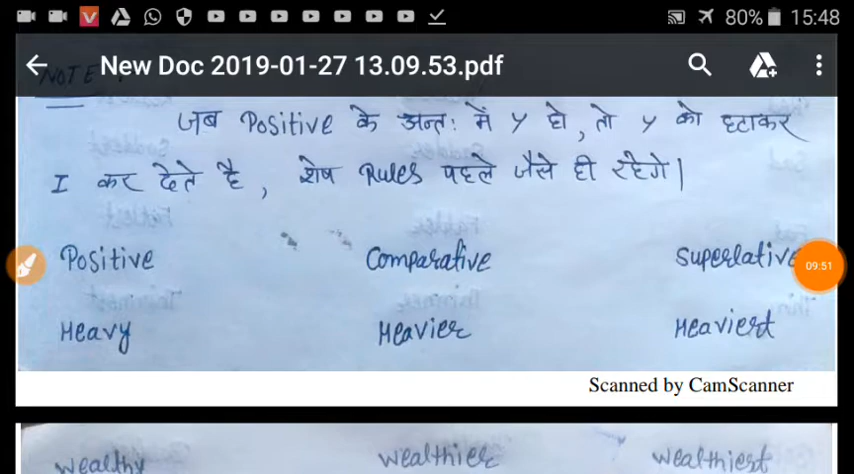 80% 15:48
New Doc 2019-01-27 13.09.53.pdf
NOTE
जब Positive के अन्त: में y हो, तो y को हटाकर
I कर देते है, शेष Rules पहले जैसे ही रहेगे|
Positive Comparative Superlative
09:51
Heavy Heavier Heaviest
Scanned by CamScanner
wealthy wealthier wealthiest